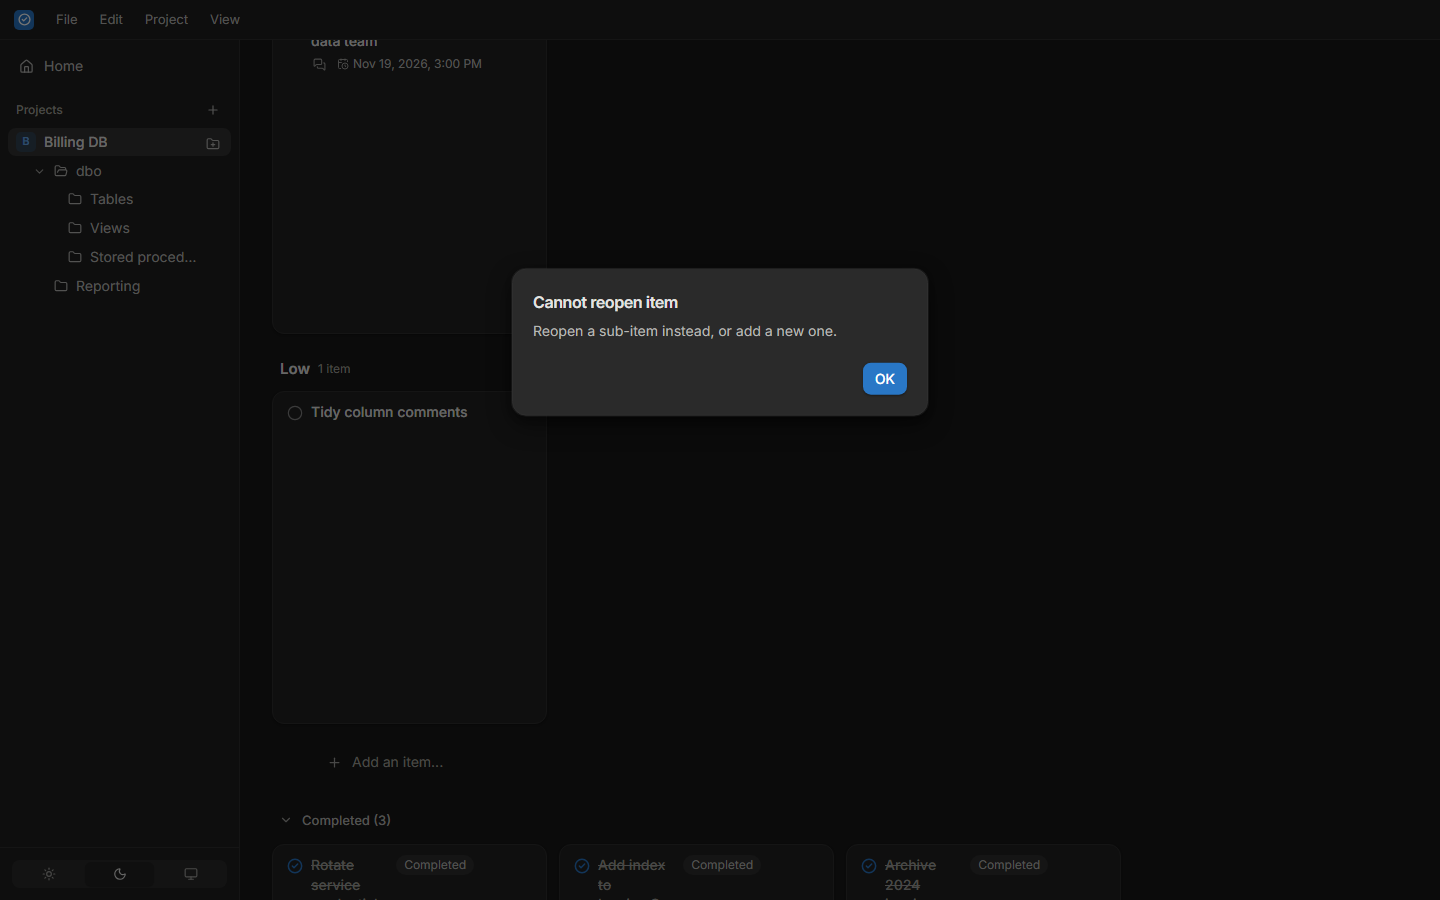 File Edit Project View
Home
Projects
B Billing DB
dbo
Tables
Views
Stored proced...
Reporting
data team
Nov 19, 2026, 3:00 PM
Cannot reopen item
Reopen a sub-item instead, or add a new one.
OK
Low 1 item
Tidy column comments
Add an item...
Completed (3)
Rotate Completed
service
Add index Completed
to
Archive Completed
2024